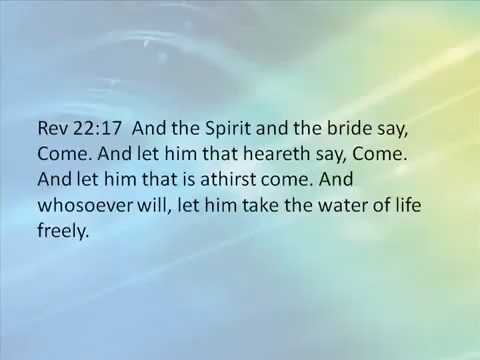 Rev 22:17  And the Spirit and the bride say,
Come. And let him that heareth say, Come.
And let him that is athirst come. And
whosoever will, let him take the water of life
freely.